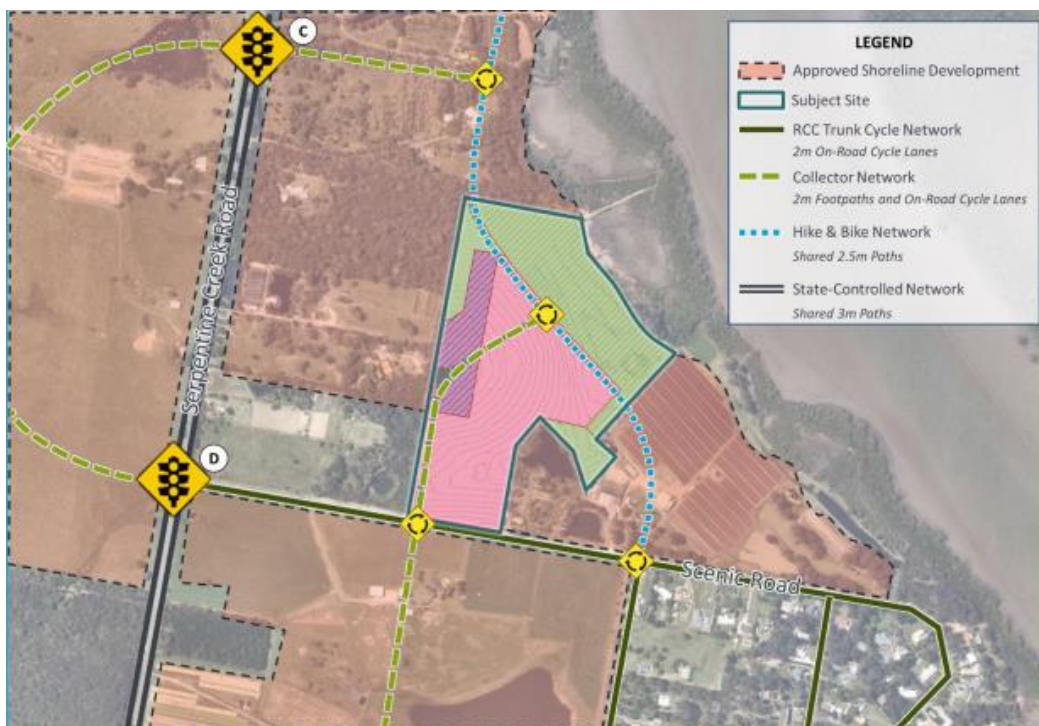 C
LEGEND
Approved Shoreline Development
Subject Site
RCC Trunk Cycle Network
2m On-Road Cycle Lanes
Collector Network
2m Footpaths and On-Road Cycle Lanes
Hike & Bike Network
Shared 2.5m Paths
State-Controlled Network
Shared 3m Paths
Serpentine Creek Road
D
Scenic Road